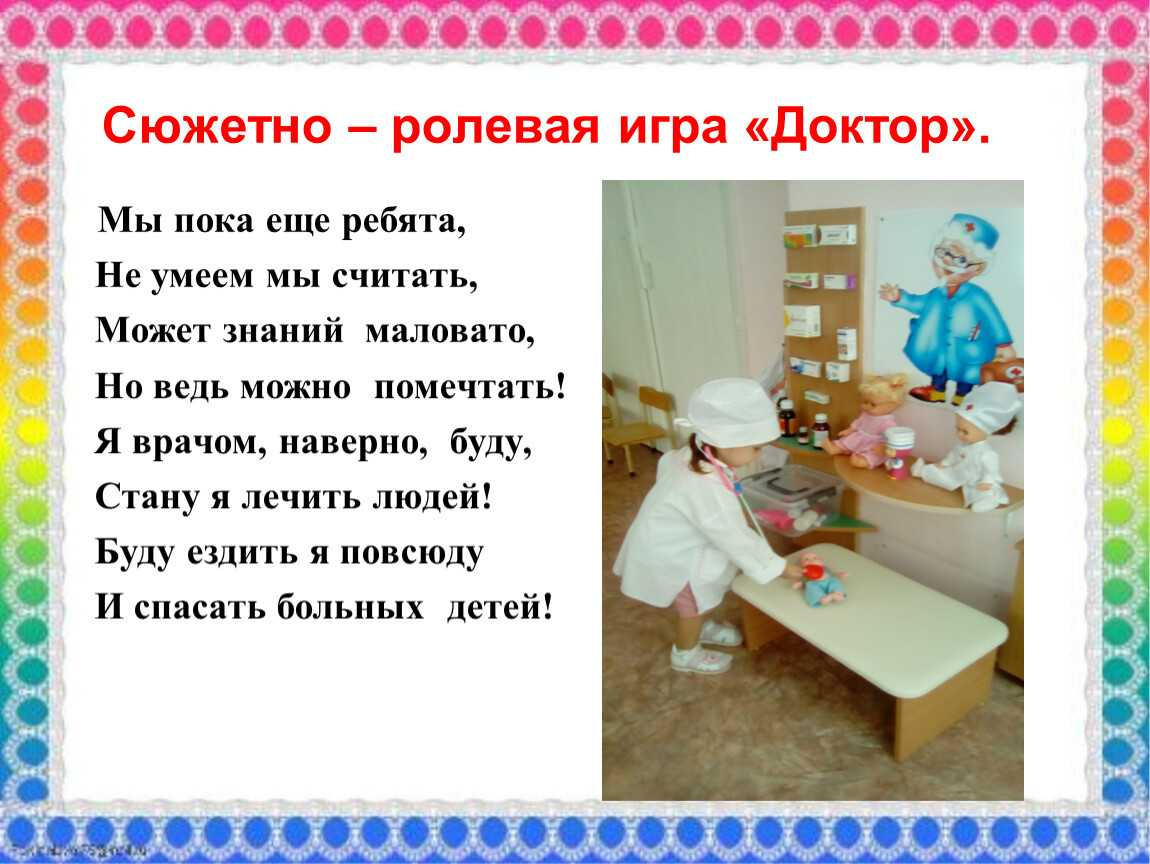 Сюжетно – ролевая игра «Доктор».
Мы пока еще ребята,
Не умеем мы считать,
Может знаний маловато,
Но ведь можно помечтать!
Я врачом, наверно, буду,
Стану я лечить людей!
Буду ездить я повсюду
И спасать больных детей!